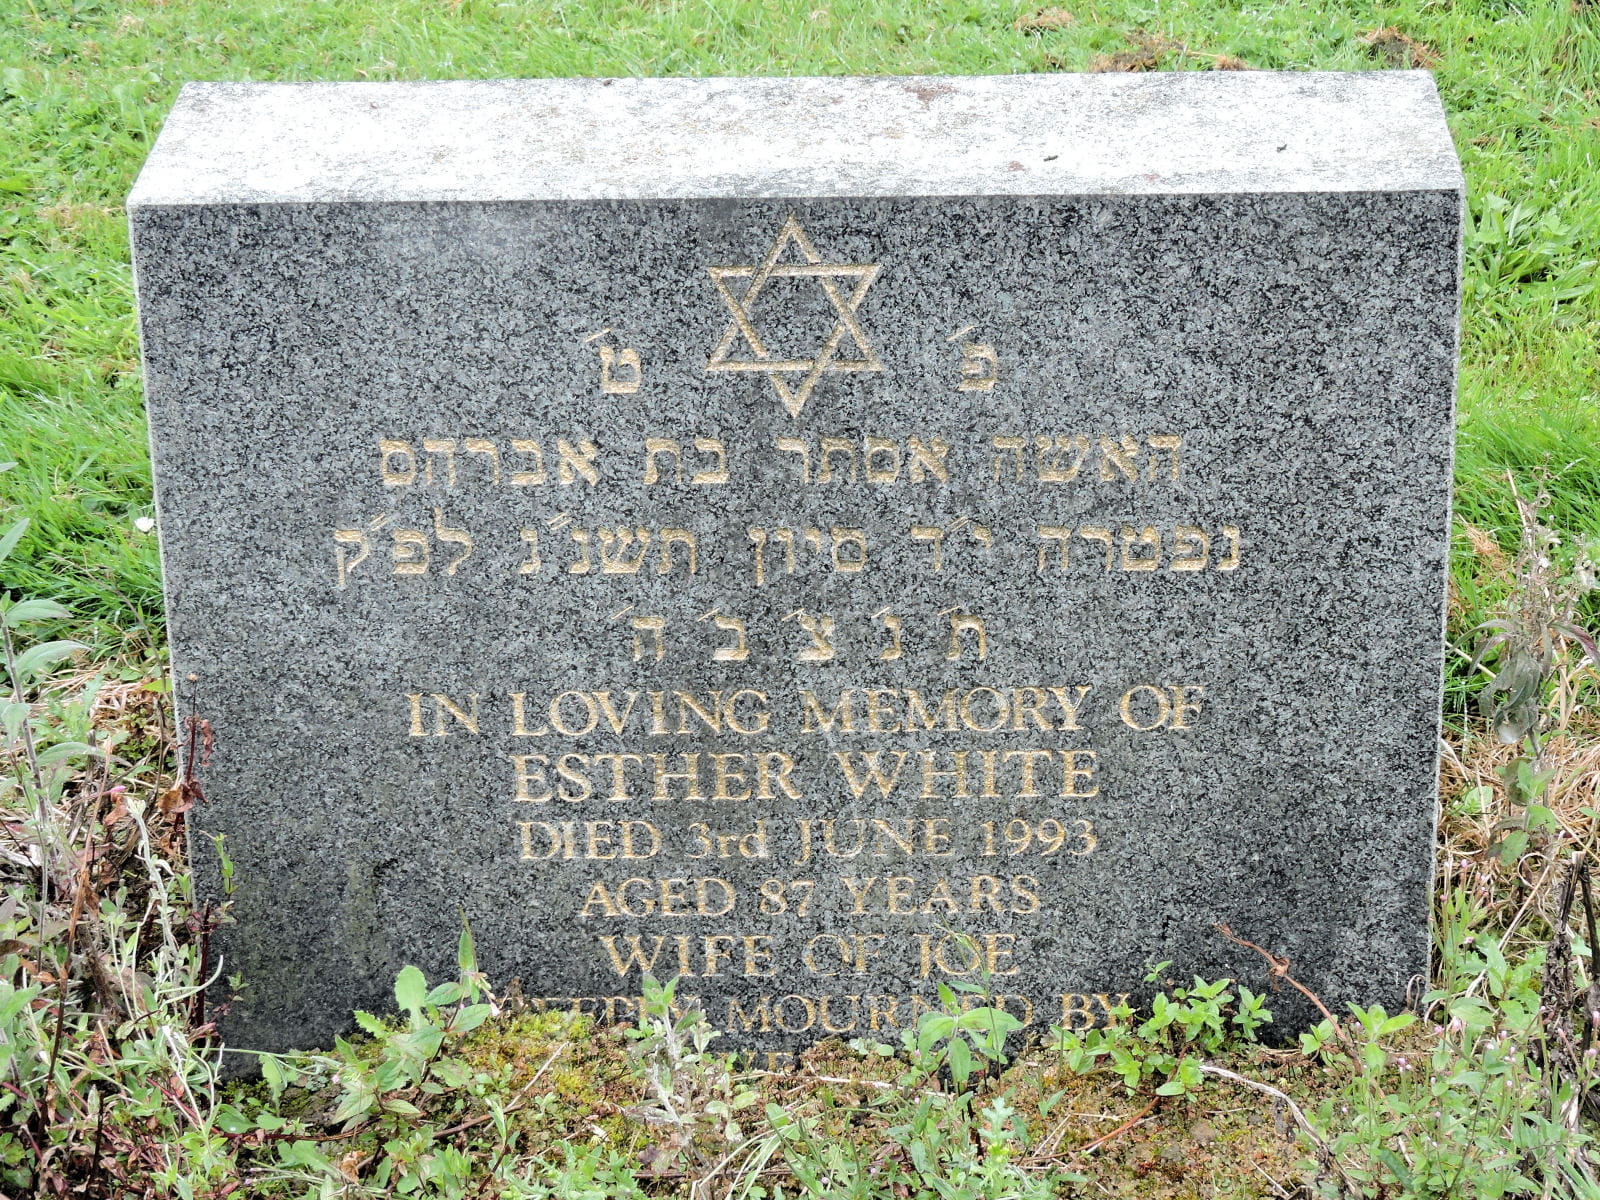 פ׳ ט׳
האשה אסתר בת אברהם
נפטרה י״ד סיון תשנ״ג לפ״ק
ת׳ נ׳ צ׳ ב׳ ה׳
IN LOVING MEMORY OF
ESTHER WHITE
DIED 3rd JUNE 1993
AGED 87 YEARS
WIFE OF JOE
DEEPLY MOURNED BY